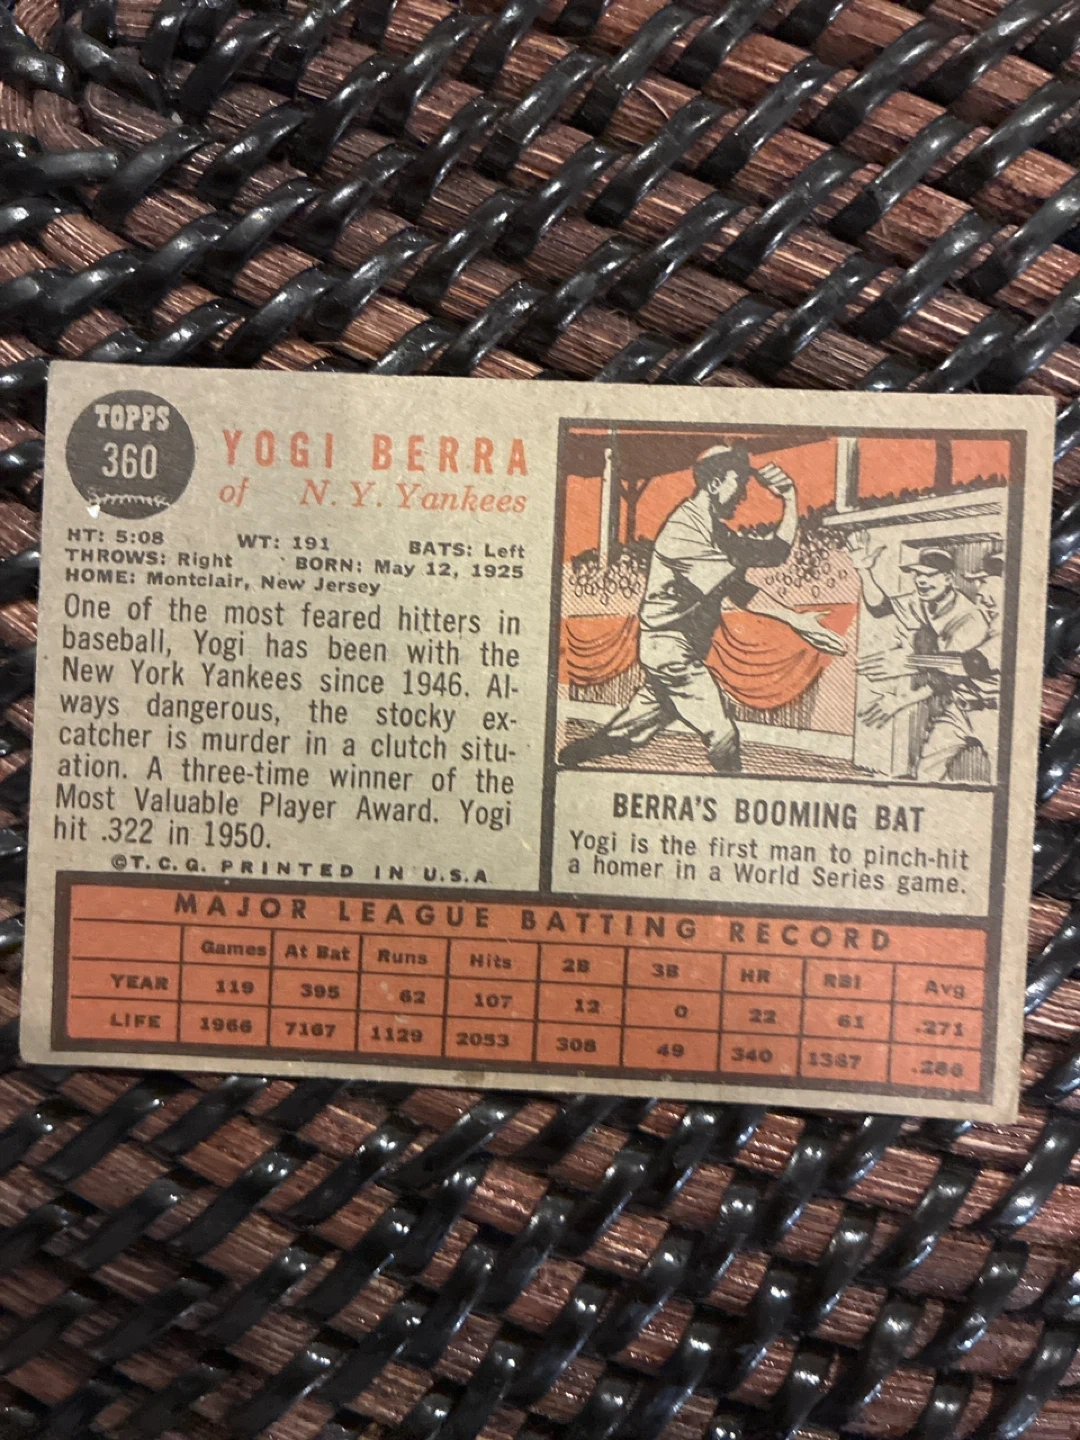 TOPPS
360
YOGI BERRA
of N. Y. Yankees
HT: 5:08 WT: 191 BATS: Left
THROWS: Right BORN: May 12, 1925
HOME: Montclair, New Jersey
One of the most feared hitters in
baseball, Yogi has been with the
New York Yankees since 1946. Al-
ways dangerous, the stocky ex-
catcher is murder in a clutch situ-
ation. A three-time winner of the
Most Valuable Player Award. Yogi
hit .322 in 1950.
©T.C.G. PRINTED IN U.S.A.
BERRA'S BOOMING BAT
Yogi is the first man to pinch-hit
a homer in a World Series game.
MAJOR LEAGUE BATTING RECORD
Games At Bat Runs Hits 2B 3B HR RBI Avg
YEAR 119 395 62 107 12 0 22 61 .271
LIFE 1966 7167 1129 2053 308 49 340 1367 .286